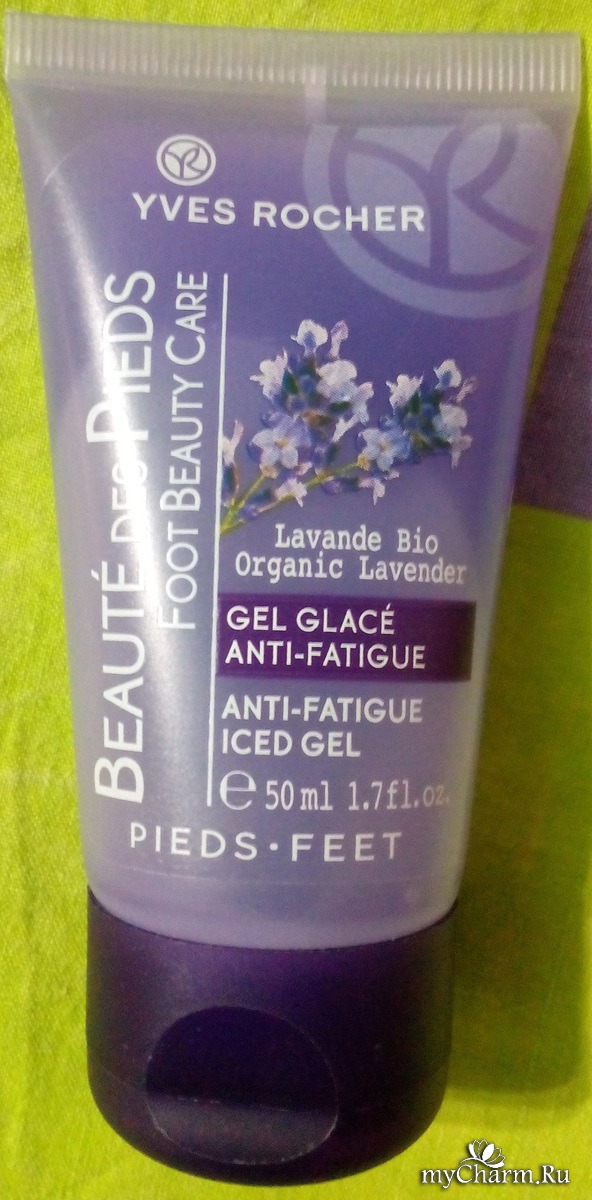 YVES ROCHER
BEAUTÉ DES PIEDS
FOOT BEAUTY CARE
Lavande Bio
Organic Lavender
GEL GLACÉ
ANTI-FATIGUE
ANTI-FATIGUE
ICED GEL
℮ 50 ml 1.7fl.oz.
PIEDS · FEET
myCharm.Ru